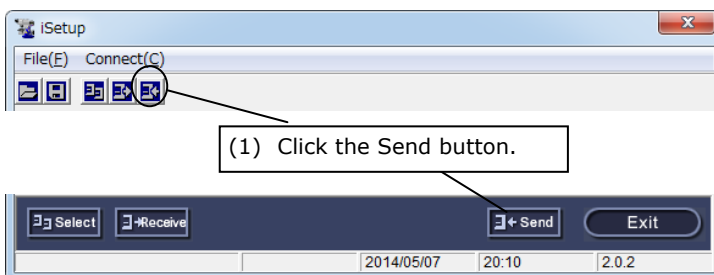 iSetup
File(F) Connect(C)
(1) Click the Send button.
Select Receive Send Exit
2014/05/07 20:10 2.0.2